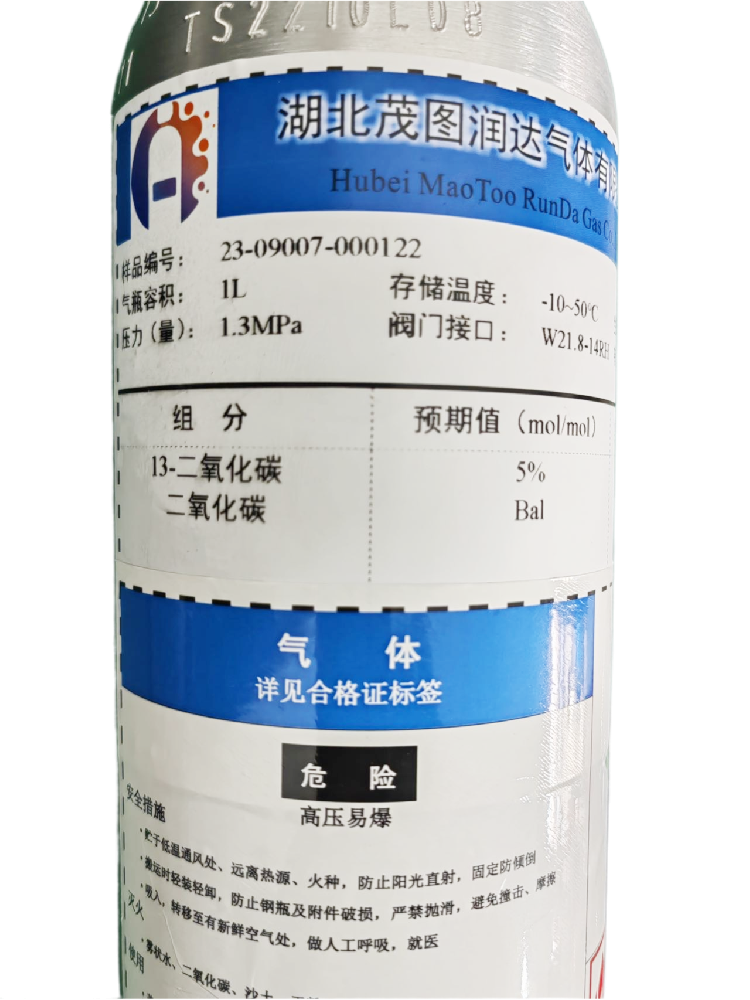 TS2210L08
湖北茂图润达气体有限
Hubei MaoToo RunDa Gas Co
样品编号： 23-09007-000122
气瓶容积： 1L 存储温度： -10~50℃
压力（量）： 1.3MPa 阀门接口： W21.8-14RH
组 分 预期值（mol/mol）
13-二氧化碳 5%
二氧化碳 Bal
气 体
详见合格证标签
危 险
高压易爆
安全措施
·贮于低温通风处、远离热源、火种，防止阳光直射，固定防倾倒
·搬运时轻装轻卸，防止钢瓶及附件破损，严禁抛滑，避免撞击、摩擦
·吸入，转移至有新鲜空气处，做人工呼吸，就医
灭火
·雾状水、二氧化碳、沙土
使用